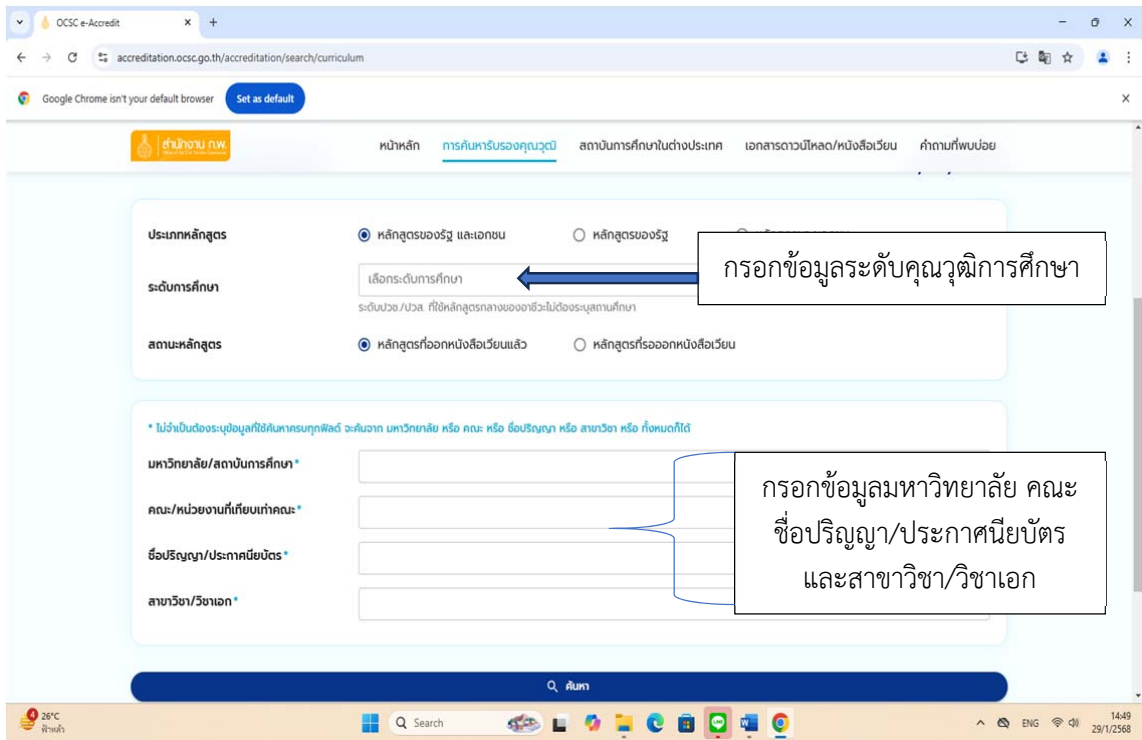 OCSC e-Accredit
accreditation.ocsc.go.th/accreditation/search/curriculum
Google Chrome isn't your default browser Set as default
สำนักงาน ก.พ.
หน้าหลัก การค้นหารับรองคุณวุฒิ สถาบันการศึกษาในต่างประเทศ เอกสารดาวน์โหลด/หนังสือเวียน คำถามที่พบบ่อย
ประเภทหลักสูตร หลักสูตรของรัฐ และเอกชน หลักสูตรของรัฐ
กรอกข้อมูลระดับคุณวุฒิการศึกษา
ระดับการศึกษา เลือกระดับการศึกษา
ระดับปวช./ปวส. ที่ใช้หลักสูตรกลางของอาชีวะไม่ต้องระบุสถานศึกษา
สถานะหลักสูตร หลักสูตรที่ออกหนังสือเวียนแล้ว หลักสูตรที่รอออกหนังสือเวียน
* ไม่จำเป็นต้องระบุข้อมูลที่ใช้ค้นหาครบทุกฟิลด์ จะค้นจาก มหาวิทยาลัย หรือ คณะ หรือ ชื่อปริญญา หรือ สาขาวิชา หรือ ทั้งหมดก็ได้
มหาวิทยาลัย/สถาบันการศึกษา *
คณะ/หน่วยงานที่เทียบเท่าคณะ *
ชื่อปริญญา/ประกาศนียบัตร *
สาขาวิชา/วิชาเอก *
กรอกข้อมูลมหาวิทยาลัย คณะ
ชื่อปริญญา/ประกาศนียบัตร
และสาขาวิชา/วิชาเอก
ค้นหา
4 26°C
ฟ้าหลัว
Search
LINE
ENG
14:49
29/1/2568